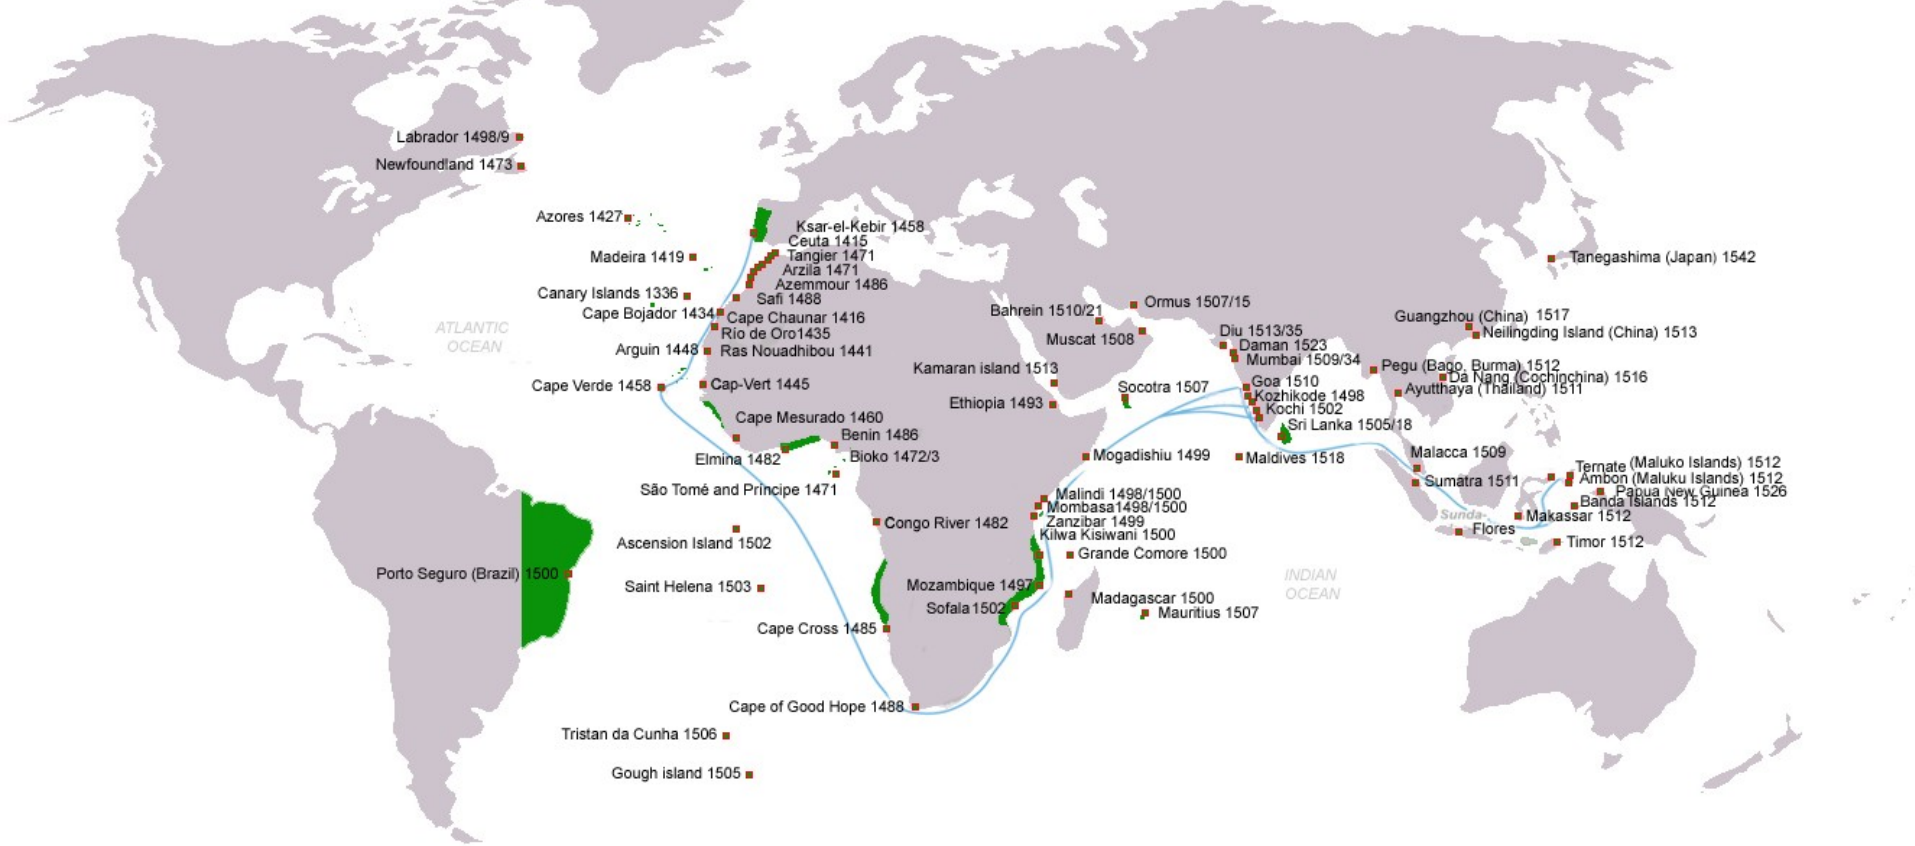 Labrador 1498/9
Newfoundland 1473
Azores 1427
Ksar-el-Kebir 1458
Ceuta 1415
Madeira 1419
Tangier 1471
Arzila 1471
Azemmour 1486
Canary Islands 1336
Safi 1488
Cape Bojador 1434
Cape Chaunar 1416
Río de Oro1435
ATLANTIC
OCEAN
Arguin 1448
Ras Nouadhibou 1441
Cape Verde 1458
Cap-Vert 1445
Cape Mesurado 1460
Benin 1486
Elmina 1482
Bioko 1472/3
São Tomé and Príncipe 1471
Congo River 1482
Ascension Island 1502
Porto Seguro (Brazil) 1500
Saint Helena 1503
Cape Cross 1485
Cape of Good Hope 1488
Tristan da Cunha 1506
Gough island 1505
Ormus 1507/15
Bahrein 1510/21
Muscat 1508
Kamaran island 1513
Ethiopia 1493
Socotra 1507
Mogadishiu 1499
Malindi 1498/1500
Mombasa1498/1500
Zanzibar 1499
Kilwa Kisiwani 1500
Grande Comore 1500
Mozambique 1497
Sofala1502
Madagascar 1500
Mauritius 1507
Diu 1513/35
Daman 1523
Mumbai 1509/34
Goa 1510
Kozhikode 1498
Kochi 1502
Sri Lanka 1505/18
Maldives 1518
INDIAN
OCEAN
Tanegashima (Japan) 1542
Guangzhou (China) 1517
Neilingding Island (China) 1513
Pegu (Bago, Burma) 1512
Da Nang (Cochinchina) 1516
Ayutthaya (Thailand) 1511
Malacca 1509
Sumatra 1511
Ternate (Maluko Islands) 1512
Ambon (Maluku Islands) 1512
Papua New Guinea 1526
Banda Islands 1512
Makassar 1512
Sunda-
Flores
Timor 1512